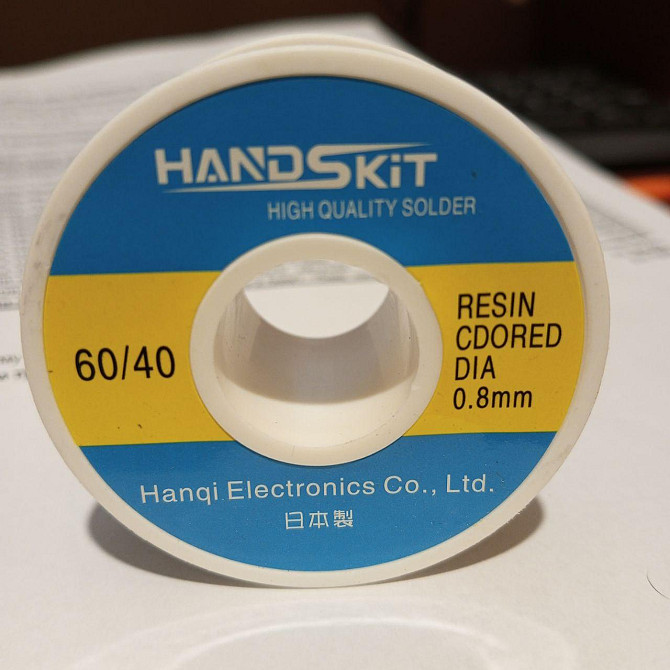 HANDSKIT
HIGH QUALITY SOLDER
60/40
RESIN
CDORED
DIA
0.8mm
Hanqi Electronics Co., Ltd.
日本製